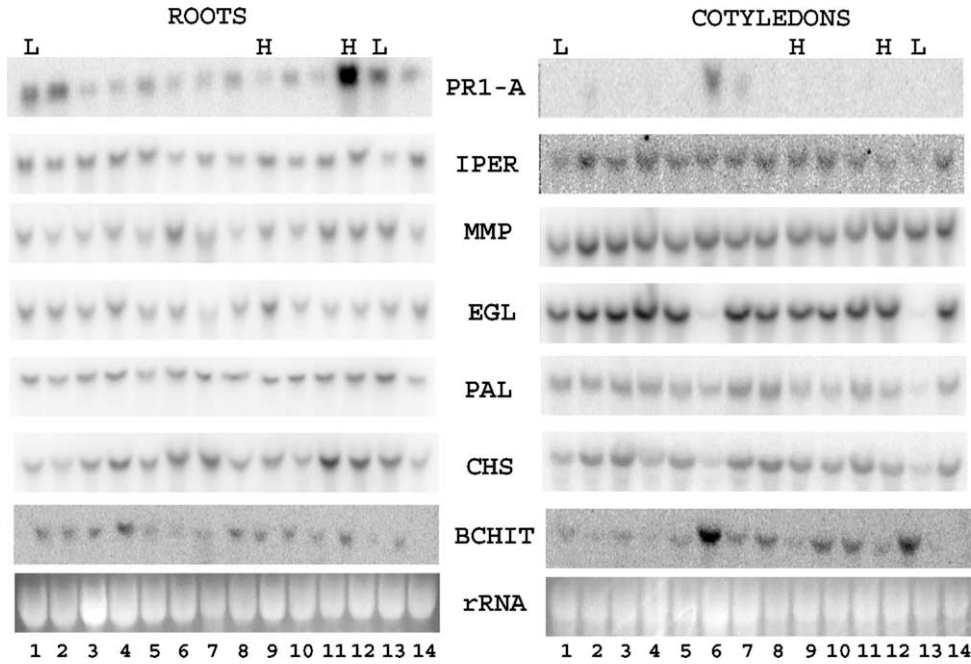 ROOTS COTYLEDONS
L H H L L H H L
PR1-A
IPER
MMP
EGL
PAL
CHS
BCHIT
rRNA
1 2 3 4 5 6 7 8 9 10 11 12 13 14 1 2 3 4 5 6 7 8 9 10 11 12 13 14